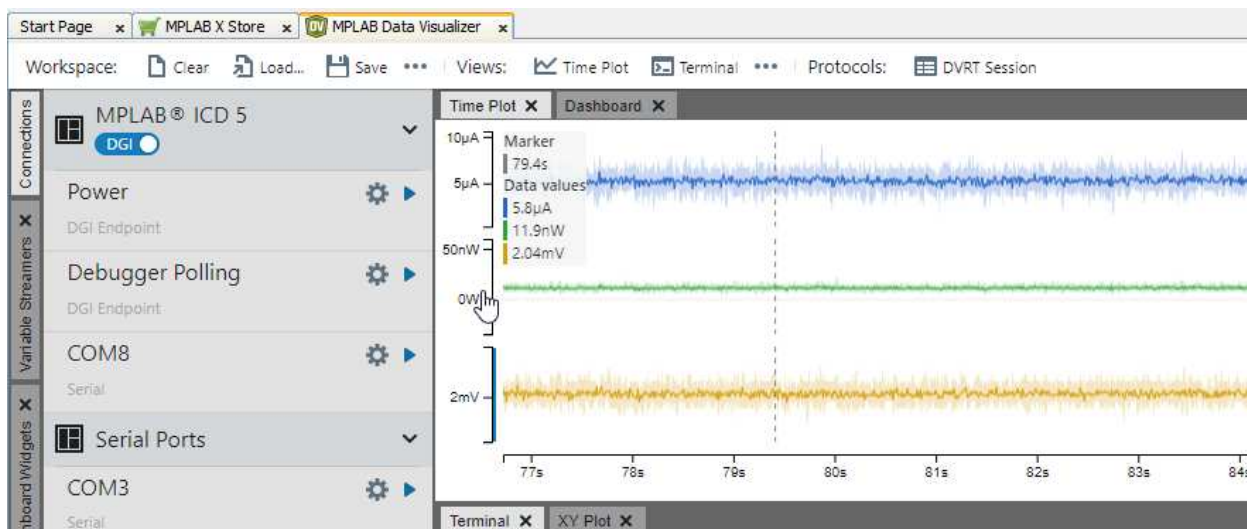 Start Page x MPLAB X Store x MPLAB Data Visualizer x
Workspace: Clear Load... Save ••• Views: Time Plot Terminal ••• Protocols: DVRT Session
Connections
Variable Streamers
MPLAB® ICD 5
DGI
Power
DGI Endpoint
Debugger Polling
DGI Endpoint
COM8
Serial
Serial Ports
COM3
Serial
Time Plot Dashboard
10µA
5µA
Marker
79.4s
Data values
5.8µA
11.9nW
2.04mV
50nW
0W
2mV
77s 78s 79s 80s 81s 82s 83s
Terminal XY Plot